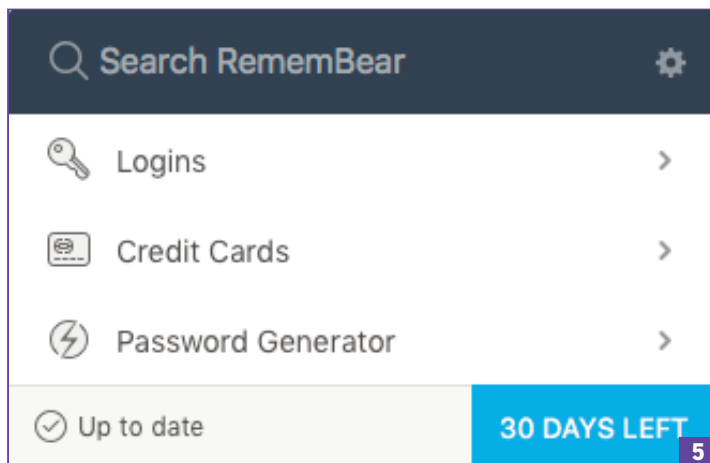 Search RememBear
Logins
Credit Cards
Password Generator
Up to date
30 DAYS LEFT
5